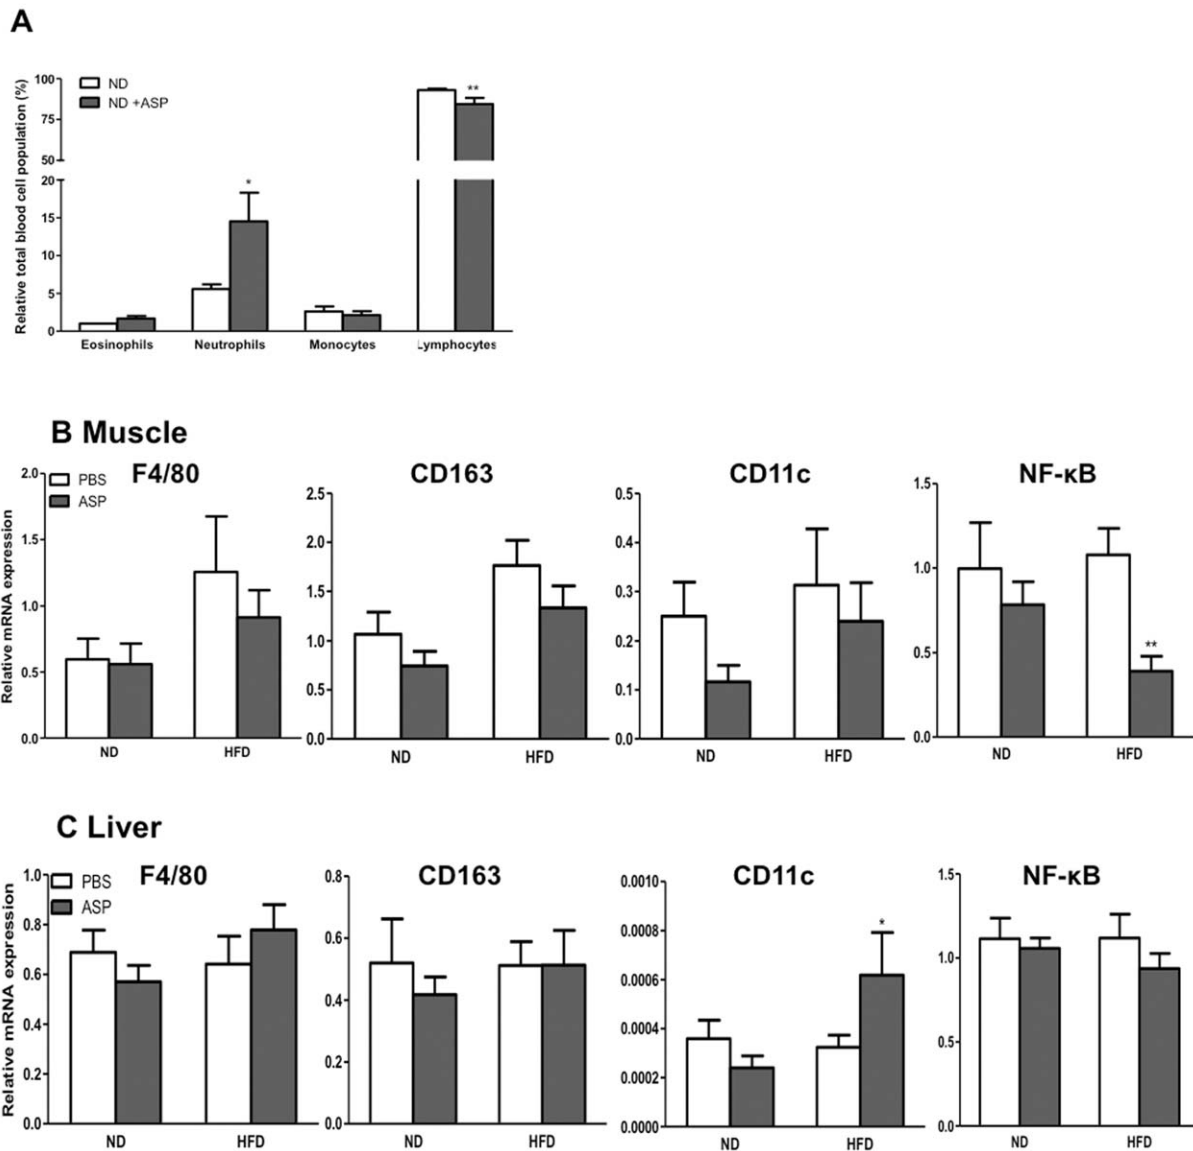 A
Relative total blood cell population (%)
100
75
50
20
15
10
5
0
ND
ND +ASP
*
**
Eosinophils
Neutrophils
Monocytes
Lymphocytes
B Muscle
Relative mRNA expression
F4/80
PBS
ASP
2.0
1.5
1.0
0.5
0.0
ND
HFD
CD163
2.5
2.0
1.5
1.0
0.5
0.0
ND
HFD
CD11c
0.5
0.4
0.3
0.2
0.1
0.0
ND
HFD
NF-κB
1.5
1.0
0.5
0.0
**
ND
HFD
C Liver
Relative mRNA expression
F4/80
PBS
ASP
1.0
0.8
0.6
0.4
0.2
0.0
ND
HFD
CD163
0.8
0.6
0.4
0.2
0.0
ND
HFD
CD11c
0.0010
0.0008
0.0006
0.0004
0.0002
0.0000
*
ND
HFD
NF-κB
1.5
1.0
0.5
0.0
ND
HFD